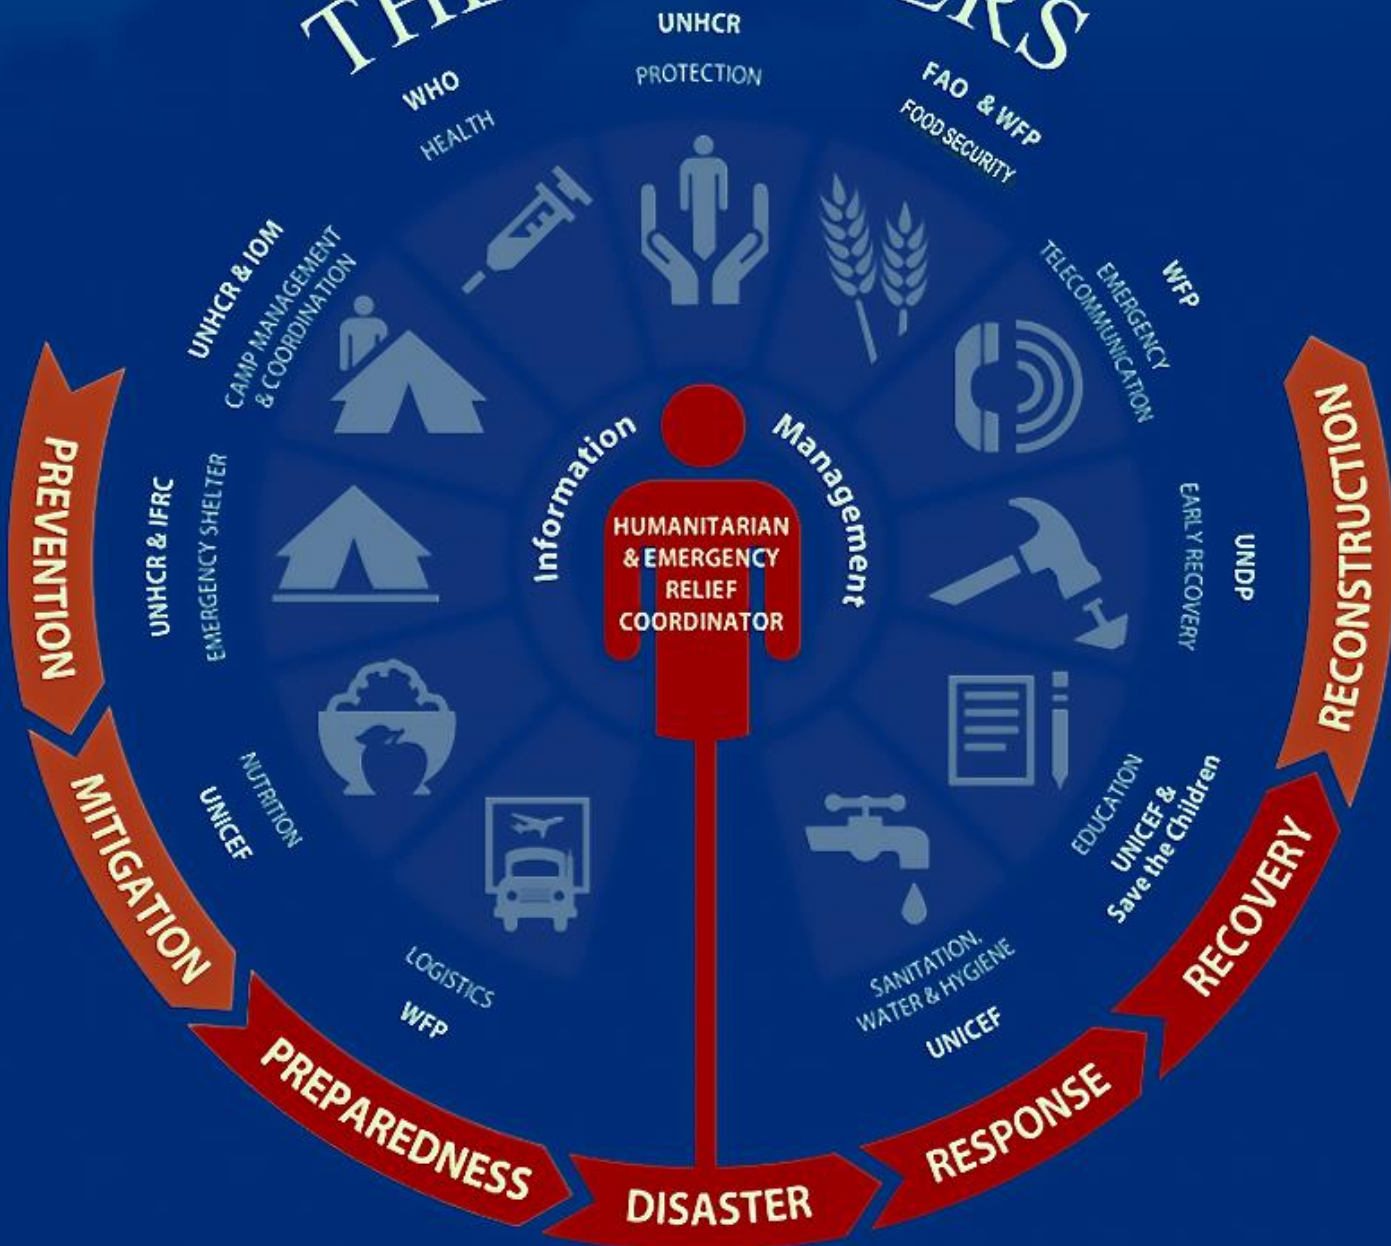 UNHCR
PROTECTION
FAO & WFP
FOOD SECURITY
WFP
EMERGENCY
TELECOMMUNICATION
UNDP
EARLY RECOVERY
EDUCATION
UNICEF &
Save the Children
SANITATION,
WATER & HYGIENE
UNICEF
LOGISTICS
WFP
NUTRITION
UNICEF
UNHCR & IFRC
EMERGENCY SHELTER
UNHCR & IOM
CAMP MANAGEMENT
& COORDINATION
WHO
HEALTH
Information Management
HUMANITARIAN
& EMERGENCY
RELIEF
COORDINATOR
PREVENTION
MITIGATION
PREPAREDNESS
DISASTER
RESPONSE
RECOVERY
RECONSTRUCTION